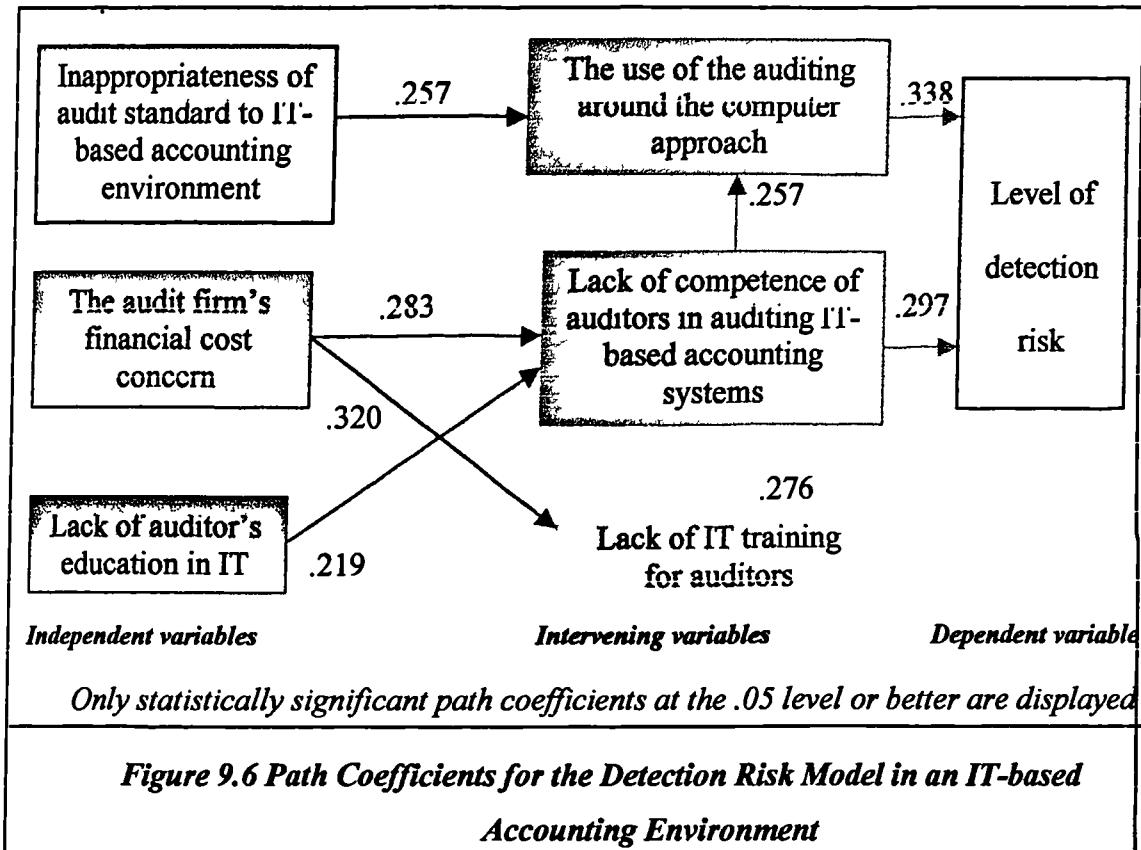 Inappropriateness of
audit standard to IT-
based accounting
environment
.257
The use of the auditing
around the computer
approach
.338
.257
Level of
detection
risk
The audit firm's
financial cost
concern
.283
.320
Lack of competence of
auditors in auditing IT-
based accounting
systems
.297
Lack of auditor's
education in IT
.219
.276
Lack of IT training
for auditors
Independent variables
Intervening variables
Dependent variable
Only statistically significant path coefficients at the .05 level or better are displayed
Figure 9.6 Path Coefficients for the Detection Risk Model in an IT-based
Accounting Environment